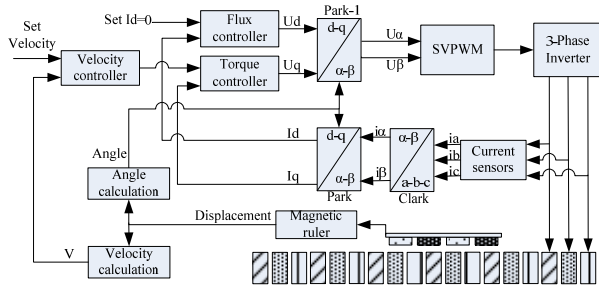 Set Id=0
Flux
controller
Ud
Park-1
d-q
α-β
Uα
Uβ
SVPWM
3-Phase
Inverter
Set
Velocity
Velocity
controller
Torque
controller
Uq
Angle
Id
d-q
α-β
Park
iα
iβ
α-β
a-b-c
Clark
ia
ib
ic
Current
sensors
Angle
calculation
Iq
Displacement
Magnetic
ruler
V
Velocity
calculation